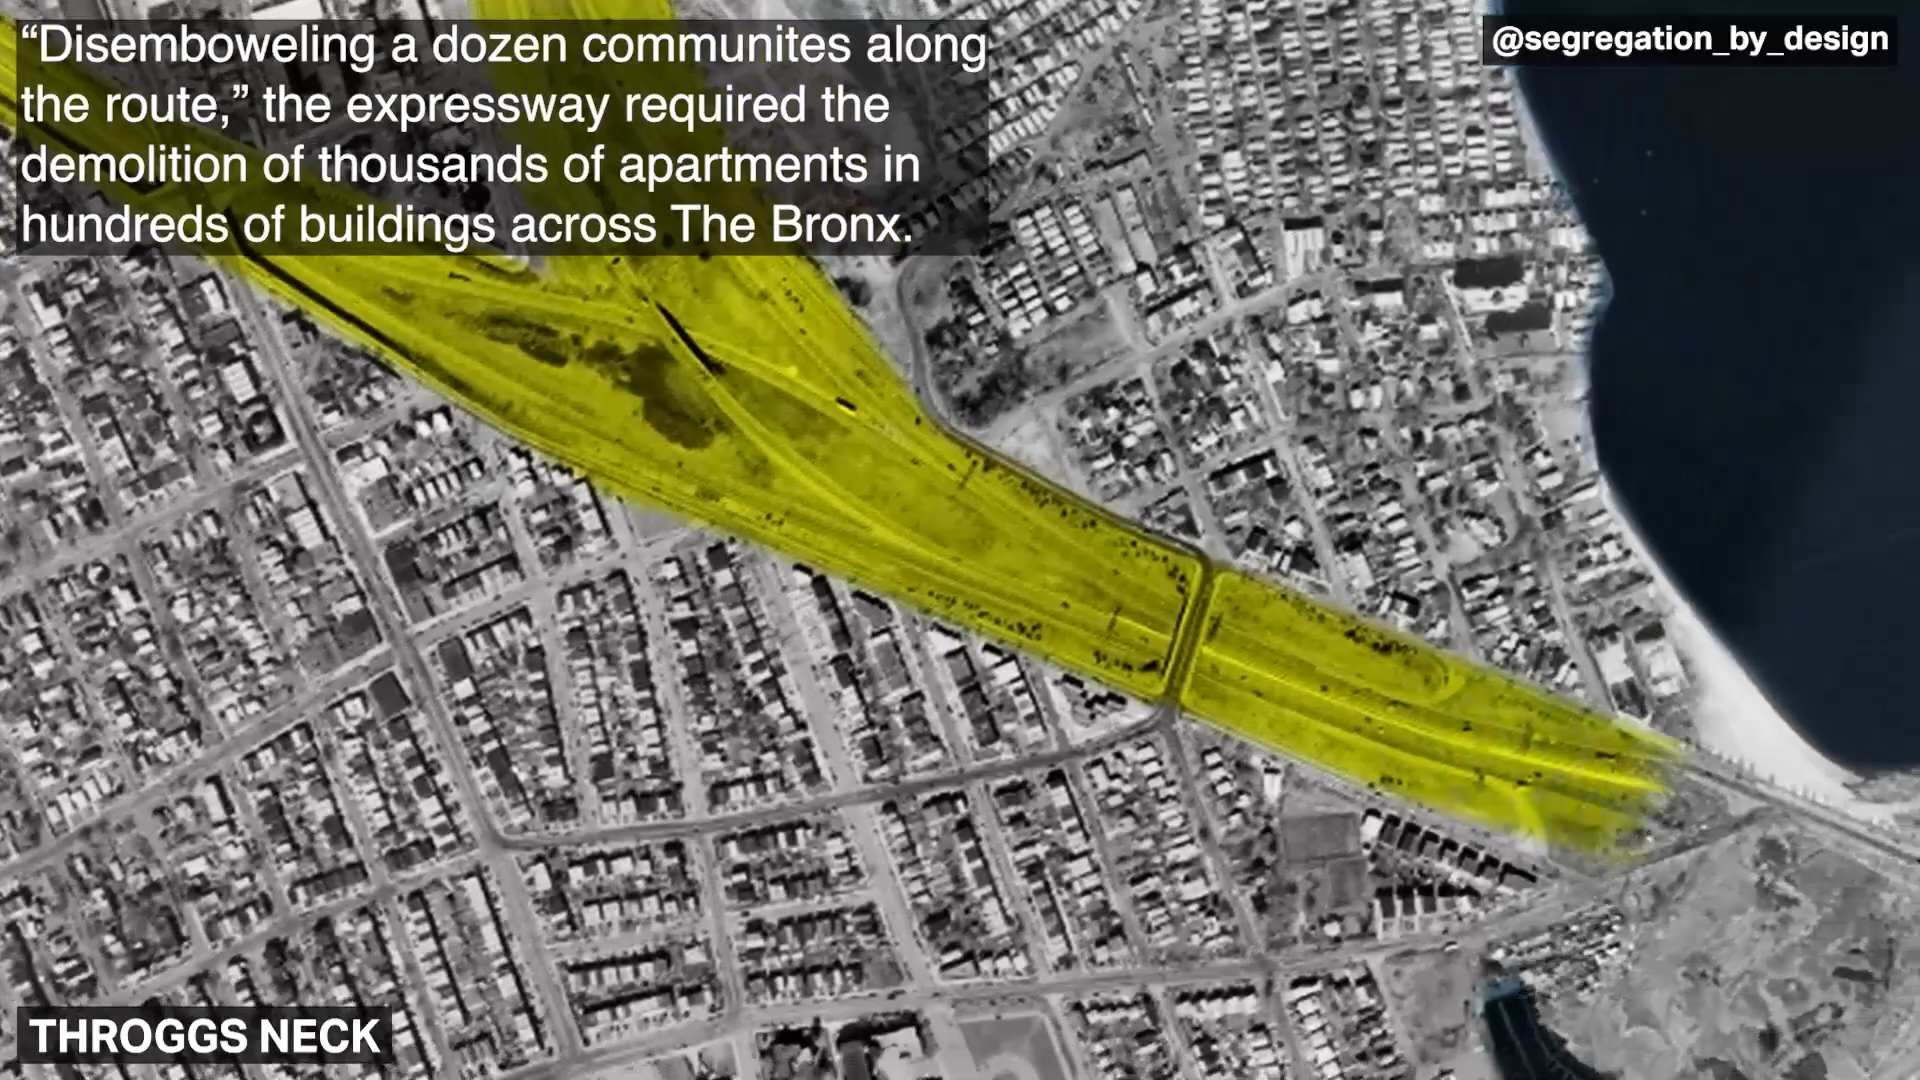 “Disemboweling a dozen communites along
the route,” the expressway required the
demolition of thousands of apartments in
hundreds of buildings across The Bronx.
@segregation_by_design
THROGGS NECK